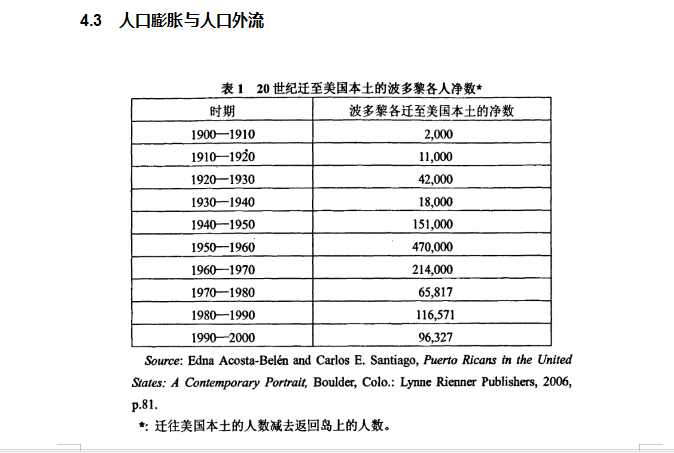 4.3 人口膨胀与人口外流
表 1 20 世纪迁至美国本土的波多黎各人净数*
时期 波多黎各迁至美国本土的净数
1900—1910 2,000
1910—1920 11,000
1920—1930 42,000
1930—1940 18,000
1940—1950 151,000
1950—1960 470,000
1960—1970 214,000
1970—1980 65,817
1980—1990 116,571
1990—2000 96,327
Source: Edna Acosta-Belén and Carlos E. Santiago, Puerto Ricans in the United
States: A Contemporary Portrait, Boulder, Colo.: Lynne Rienner Publishers, 2006,
p.81.
*: 迁往美国本土的人数减去返回岛上的人数。